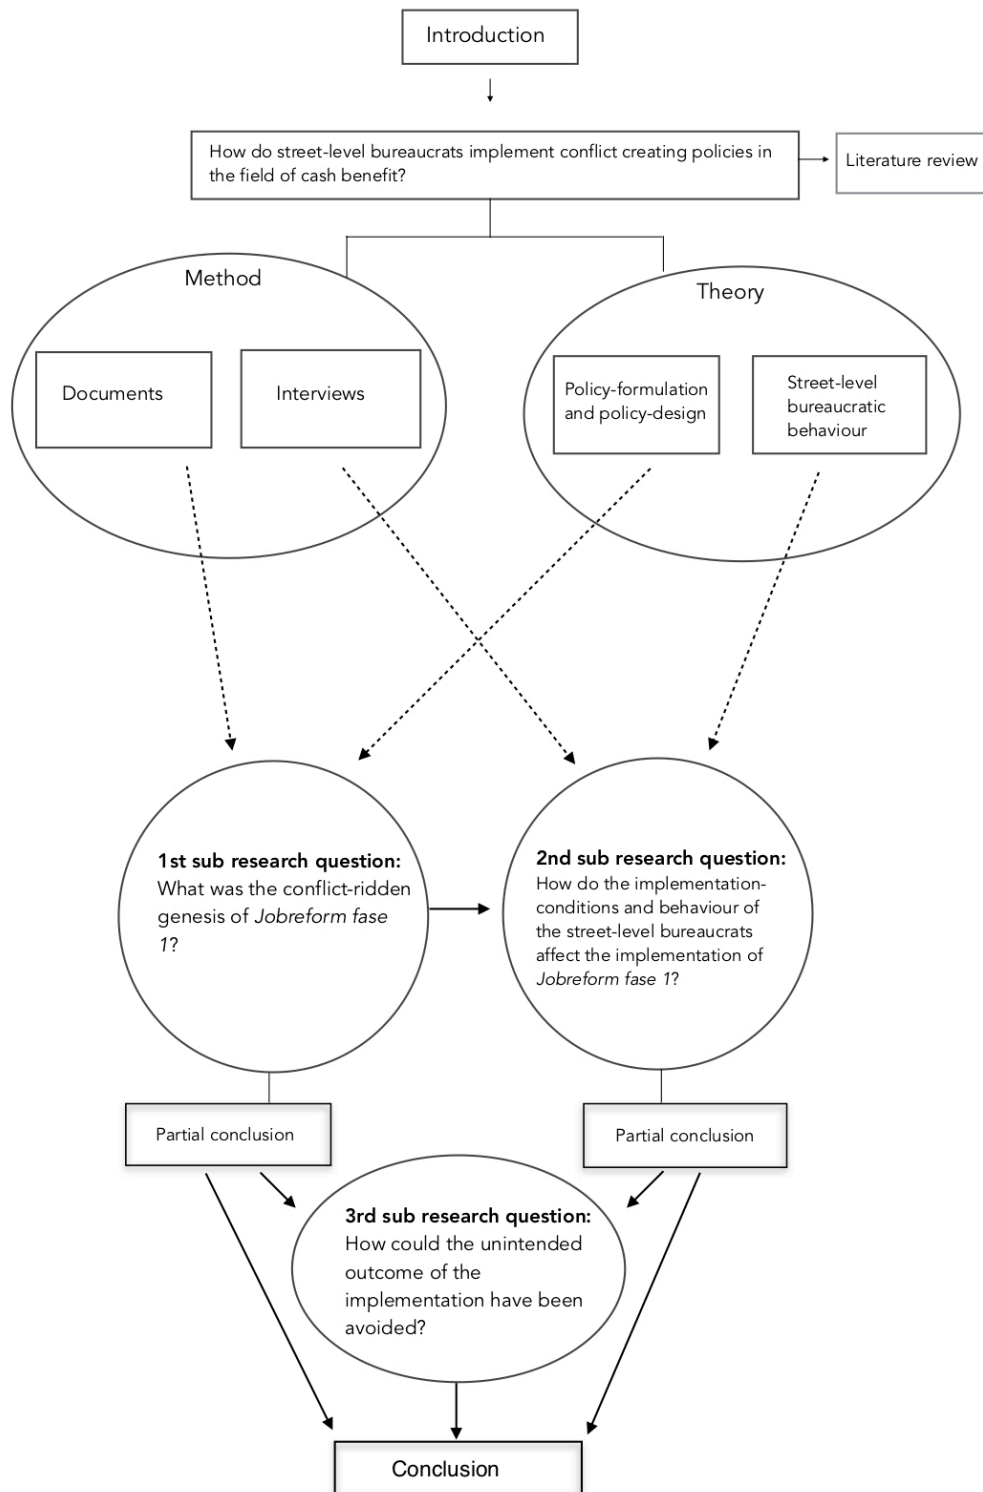 Introduction
How do street-level bureaucrats implement conflict creating policies in
the field of cash benefit?
Literature review
Method
Documents
Interviews
Theory
Policy-formulation
and policy-design
Street-level
bureaucratic
behaviour
1st sub research question:
What was the conflict-ridden
genesis of Jobreform fase
1?
2nd sub research question:
How do the implementation-
conditions and behaviour of
the street-level bureaucrats
affect the implementation of
Jobreform fase 1?
Partial conclusion
Partial conclusion
3rd sub research question:
How could the unintended
outcome of the
implementation have been
avoided?
Conclusion